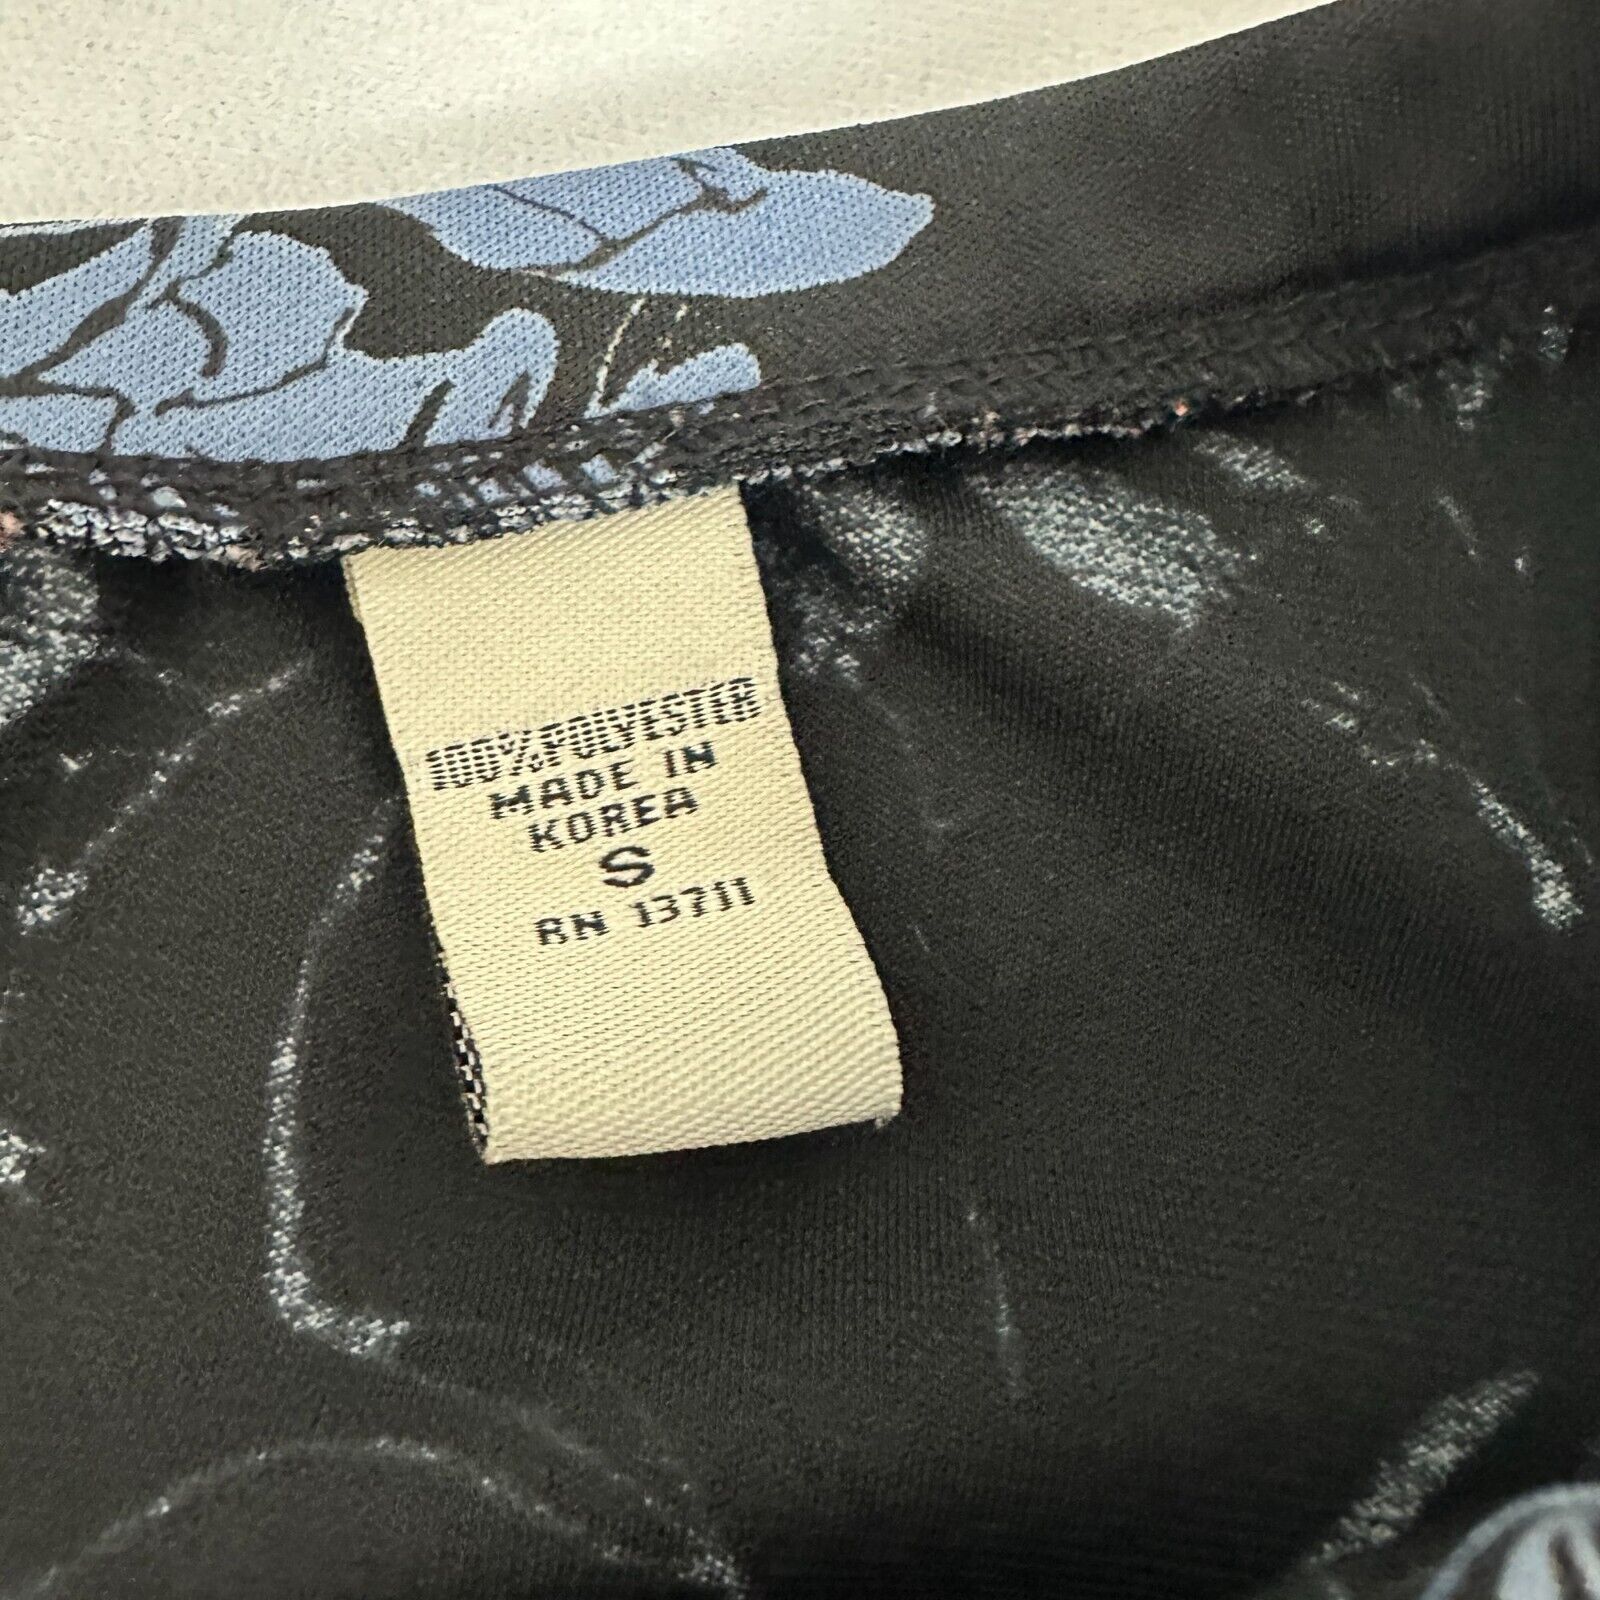 100% POLYESTER
MADE IN
KOREA
S
RN 13711